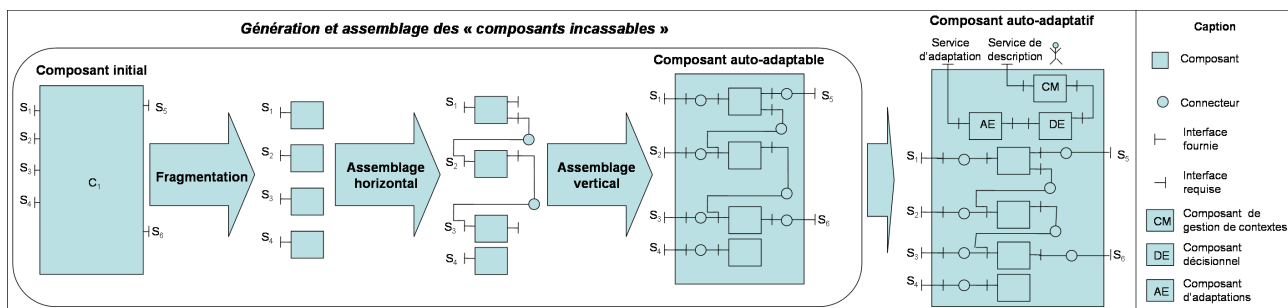 Génération et assemblage des « composants incassables »
Composant initial
S1
S2
S3
S4
C1
S5
S6
Fragmentation
S1
S2
S3
S4
Assemblage
horizontal
S1
S2
S3
S4
Assemblage
vertical
Composant auto-adaptable
S1
S2
S3
S4
S5
S6
Composant auto-adaptatif
Service
d'adaptation
Service de
description
CM
AE
DE
S1
S2
S3
S4
S5
S6
Caption
Composant
Connecteur
Interface
fournie
Interface
requise
CM
Composant de
gestion de contextes
DE
Composant
décisionnel
AE
Composant
d'adaptations